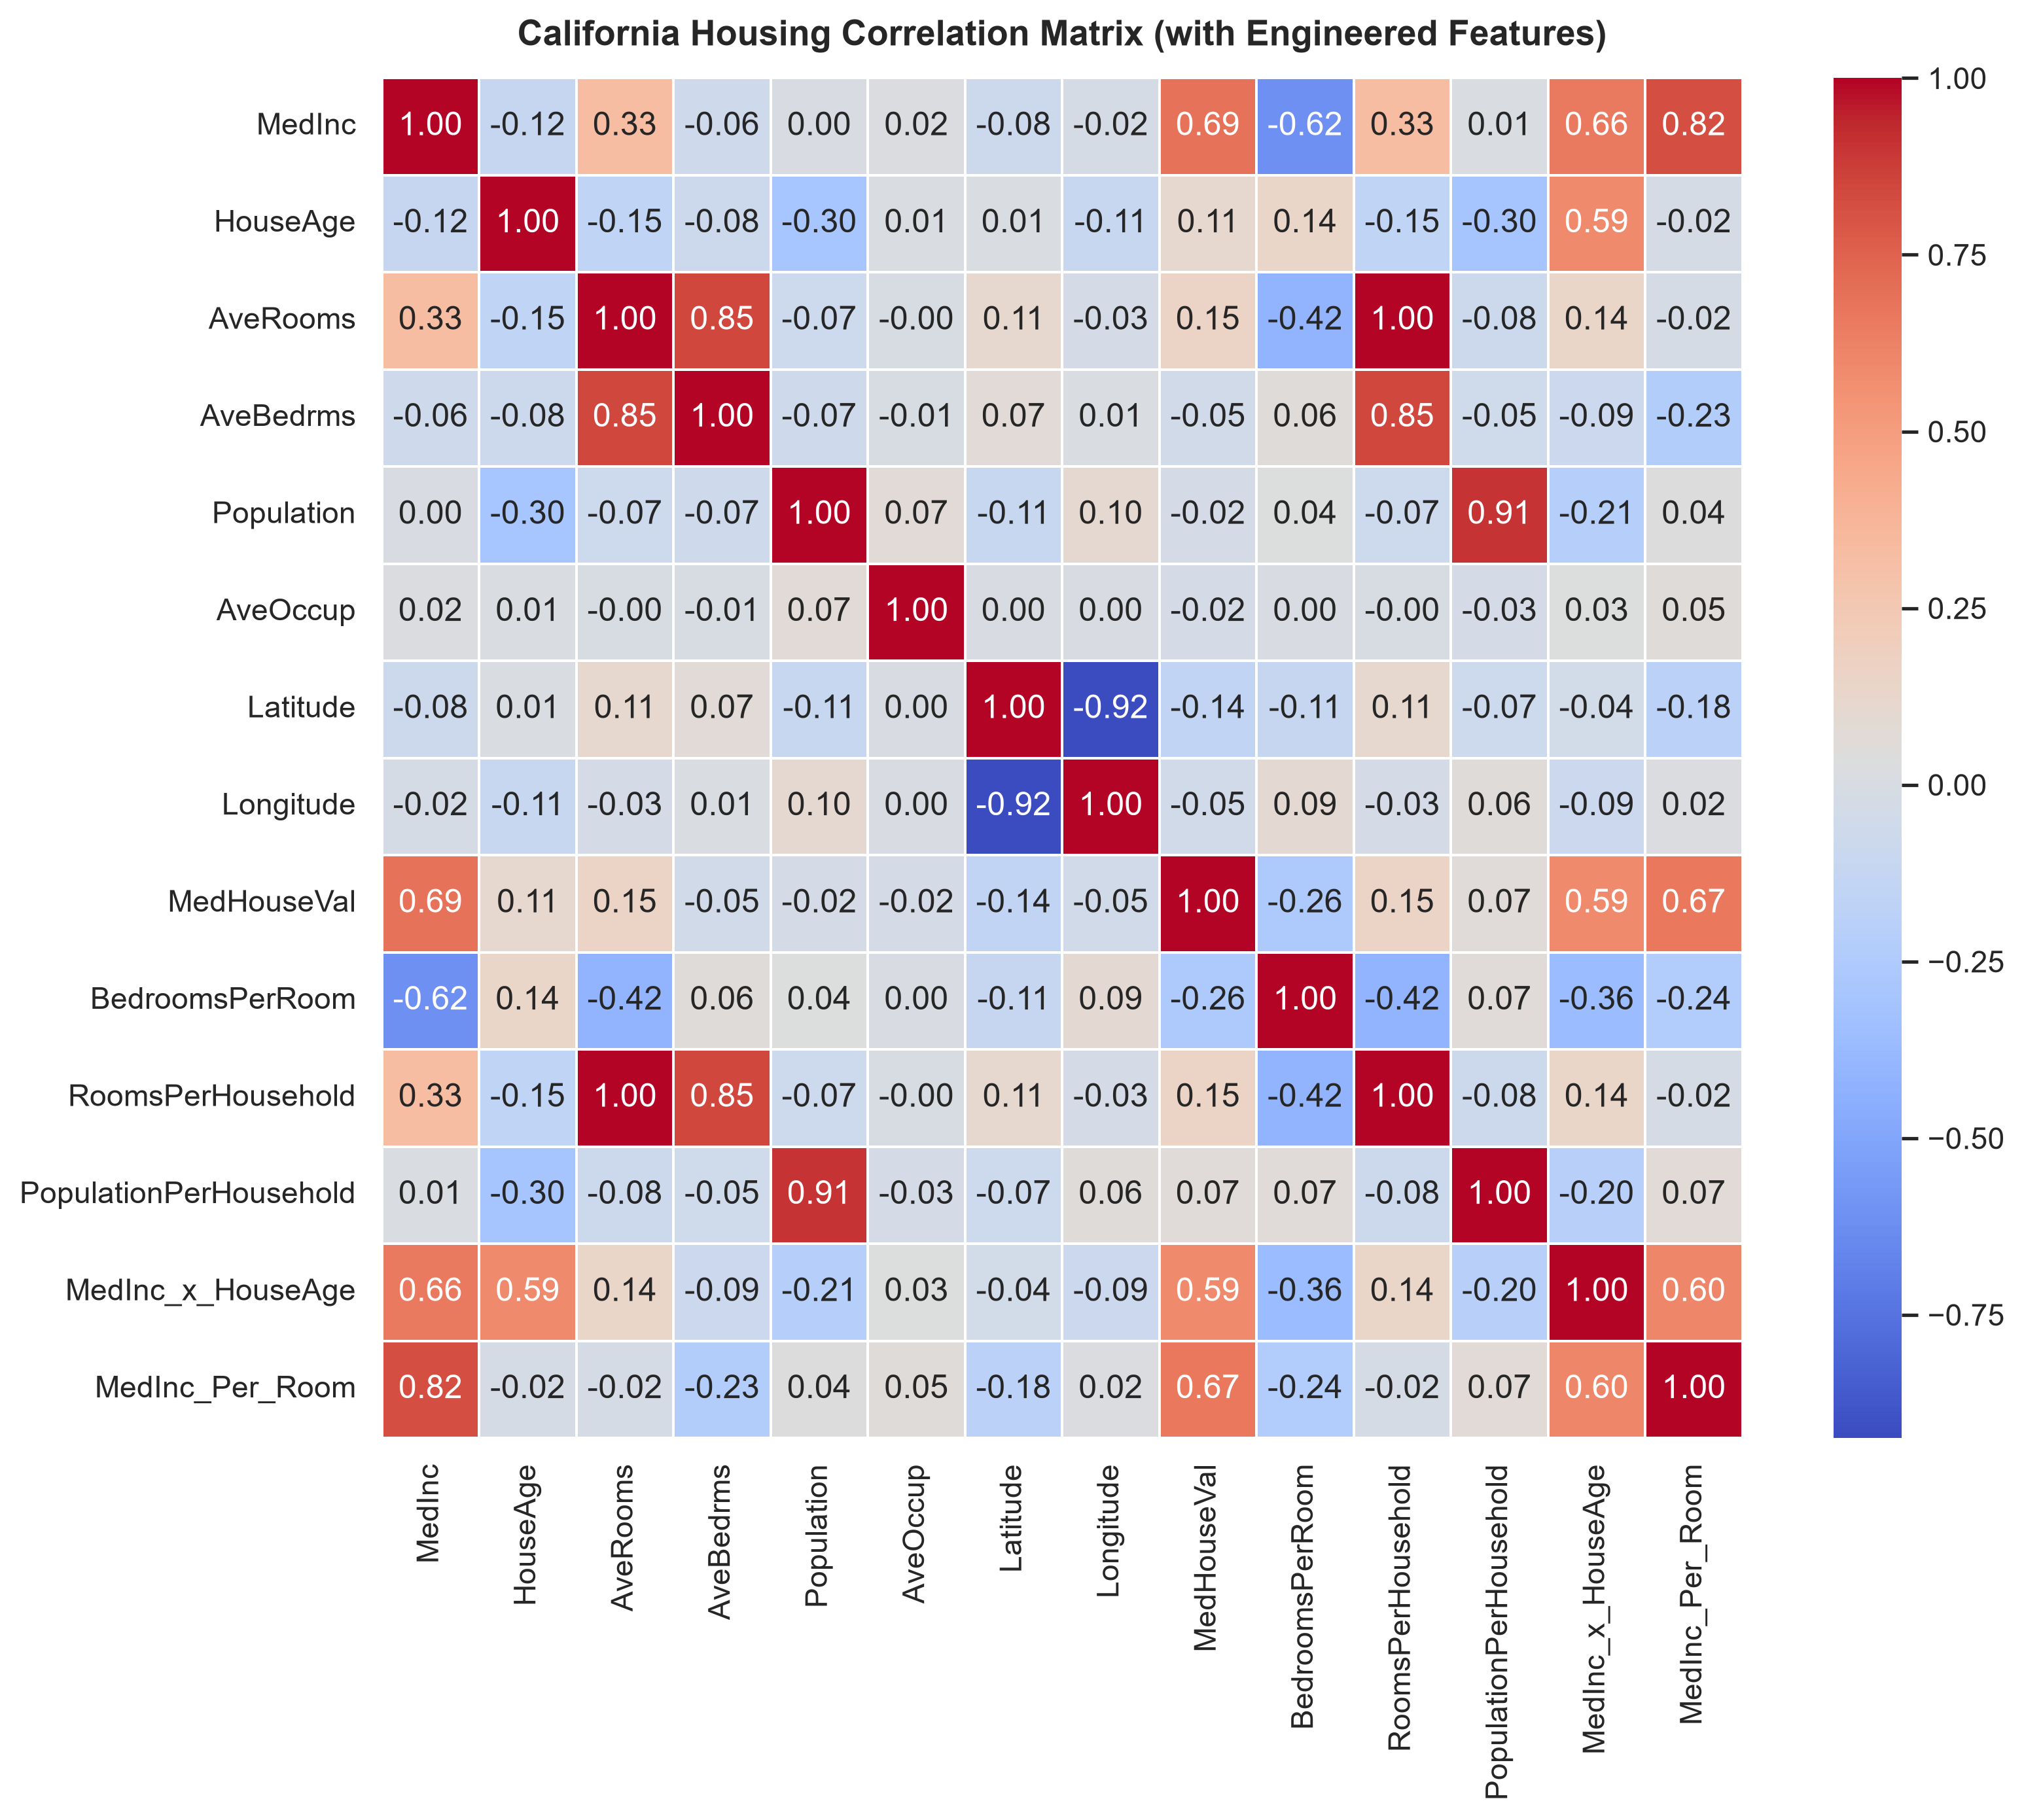 California Housing Correlation Matrix (with Engineered Features)
MedInc 1.00 -0.12 0.33 -0.06 0.00 0.02 -0.08 -0.02 0.69 -0.62 0.33 0.01 0.66 0.82
HouseAge -0.12 1.00 -0.15 -0.08 -0.30 0.01 0.01 -0.11 0.11 0.14 -0.15 -0.30 0.59 -0.02
AveRooms 0.33 -0.15 1.00 0.85 -0.07 -0.00 0.11 -0.03 0.15 -0.42 1.00 -0.08 0.14 -0.02
AveBedrms -0.06 -0.08 0.85 1.00 -0.07 -0.01 0.07 0.01 -0.05 0.06 0.85 -0.05 -0.09 -0.23
Population 0.00 -0.30 -0.07 -0.07 1.00 0.07 -0.11 0.10 -0.02 0.04 -0.07 0.91 -0.21 0.04
AveOccup 0.02 0.01 -0.00 -0.01 0.07 1.00 0.00 0.00 -0.02 0.00 -0.00 -0.03 0.03 0.05
Latitude -0.08 0.01 0.11 0.07 -0.11 0.00 1.00 -0.92 -0.14 -0.11 0.11 -0.07 -0.04 -0.18
Longitude -0.02 -0.11 -0.03 0.01 0.10 0.00 -0.92 1.00 -0.05 0.09 -0.03 0.06 -0.09 0.02
MedHouseVal 0.69 0.11 0.15 -0.05 -0.02 -0.02 -0.14 -0.05 1.00 -0.26 0.15 0.07 0.59 0.67
BedroomsPerRoom -0.62 0.14 -0.42 0.06 0.04 0.00 -0.11 0.09 -0.26 1.00 -0.42 0.07 -0.36 -0.24
RoomsPerHousehold 0.33 -0.15 1.00 0.85 -0.07 -0.00 0.11 -0.03 0.15 -0.42 1.00 -0.08 0.14 -0.02
PopulationPerHousehold 0.01 -0.30 -0.08 -0.05 0.91 -0.03 -0.07 0.06 0.07 0.07 -0.08 1.00 -0.20 0.07
MedInc_x_HouseAge 0.66 0.59 0.14 -0.09 -0.21 0.03 -0.04 -0.09 0.59 -0.36 0.14 -0.20 1.00 0.60
MedInc_Per_Room 0.82 -0.02 -0.02 -0.23 0.04 0.05 -0.18 0.02 0.67 -0.24 -0.02 0.07 0.60 1.00
MedInc
HouseAge
AveRooms
AveBedrms
Population
AveOccup
Latitude
Longitude
MedHouseVal
BedroomsPerRoom
RoomsPerHousehold
PopulationPerHousehold
MedInc_x_HouseAge
MedInc_Per_Room
1.00
0.75
0.50
0.25
0.00
−0.25
−0.50
−0.75